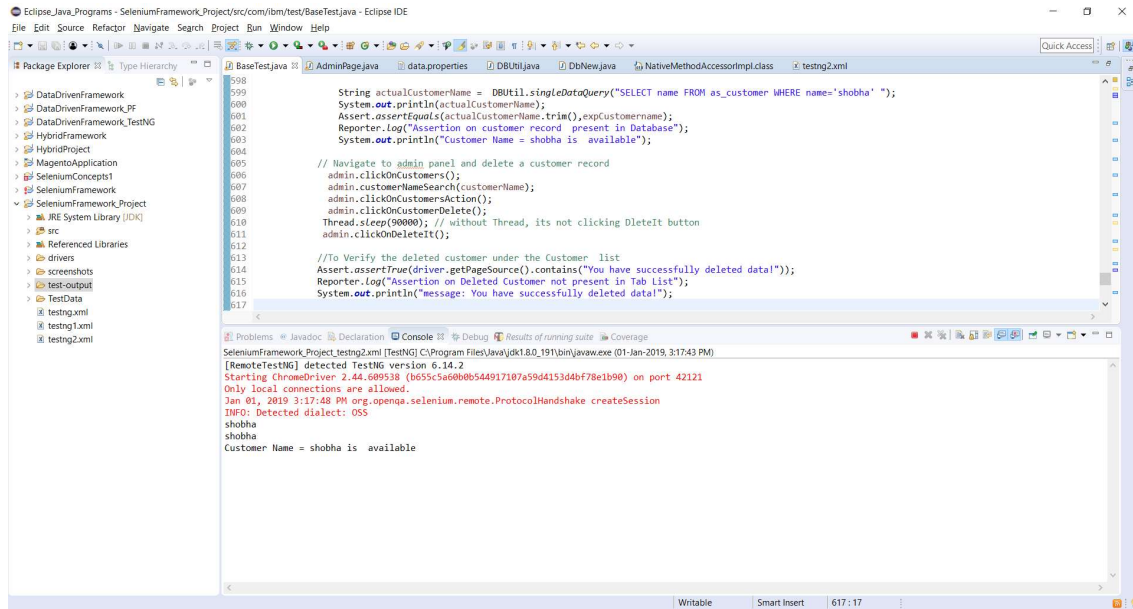 Eclipse_Java_Programs - SeleniumFramework_Project/src/com/ibm/test/BaseTest.java - Eclipse IDE
File Edit Source Refactor Navigate Search Project Run Window Help
Quick Access
Package Explorer Type Hierarchy
DataDrivenFramework
DataDrivenFramework_PF
DataDrivenFramework_TestNG
HybridFramework
HybridProject
MagentoApplication
SeleniumConcepts1
SeleniumFramework
SeleniumFramework_Project
JRE System Library [JDK]
src
Referenced Libraries
drivers
screenshots
test-output
TestData
testng.xml
testng1.xml
testng2.xml
BaseTest.java AdminPage.java data.properties DBUtil.java DbNew.java NativeMethodAccessorImpl.class testng2.xml
598
599 String actualCustomerName = DBUtil.singleDataQuery("SELECT name FROM as_customer WHERE name='shobha' ");
600 System.out.println(actualCustomerName);
601 Assert.assertEquals(actualCustomerName.trim(),expCustomername);
602 Reporter.log("Assertion on customer record present in Database");
603 System.out.println("Customer Name = shobha is available");
604
605 // Navigate to admin panel and delete a customer record
606 admin.clickOnCustomers();
607 admin.customerNameSearch(customerName);
608 admin.clickOnCustomersAction();
609 admin.clickOnCustomerDelete();
610 Thread.sleep(90000); // without Thread, its not clicking DleteIt button
611 admin.clickOnDeleteIt();
612
613 //To Verify the deleted customer under the Customer list
614 Assert.assertTrue(driver.getPageSource().contains("You have successfully deleted data!"));
615 Reporter.log("Assertion on Deleted Customer not present in Tab List");
616 System.out.println("message: You have successfully deleted data!");
617
Problems Javadoc Declaration Console Debug Results of running suite Coverage
SeleniumFramework_Project_testng2.xml [TestNG] C:\Program Files\Java\jdk1.8.0_191\bin\javaw.exe (01-Jan-2019, 3:17:43 PM)
[RemoteTestNG] detected TestNG version 6.14.2
Starting ChromeDriver 2.44.609538 (b655c5a60b0b544917107a59d4153d4bf78e1b90) on port 42121
Only local connections are allowed.
Jan 01, 2019 3:17:48 PM org.openqa.selenium.remote.ProtocolHandshake createSession
INFO: Detected dialect: OSS
shobha
shobha
Customer Name = shobha is available
Writable Smart Insert 617 : 17